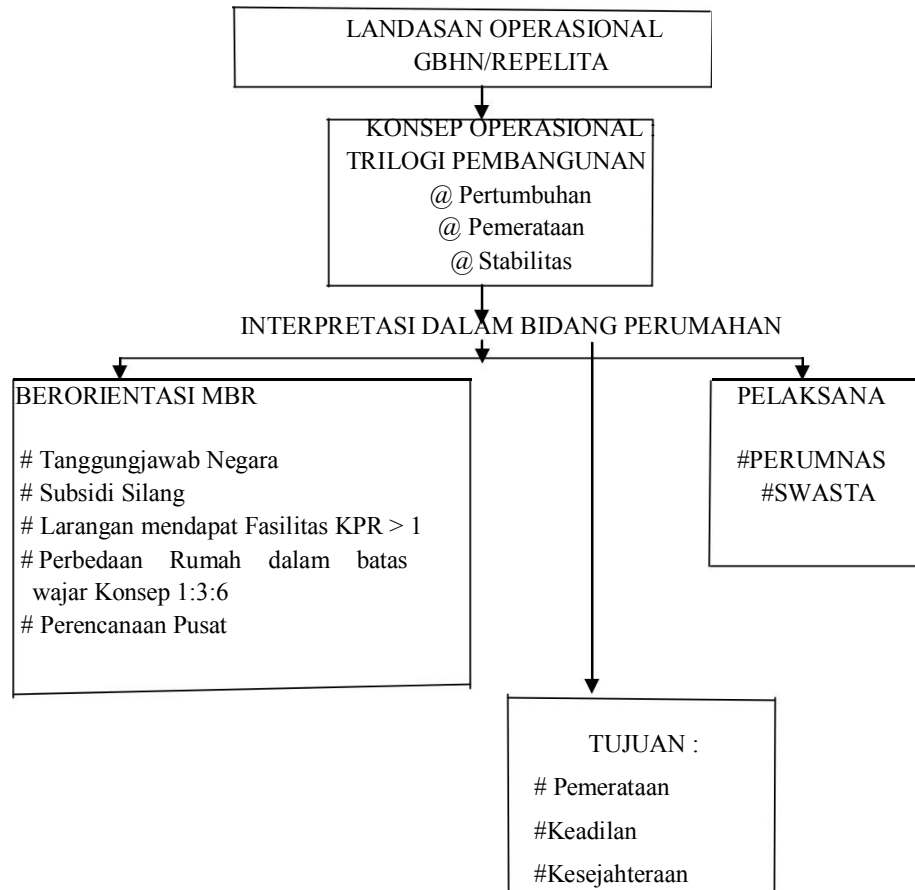 LANDASAN OPERASIONAL
GBHN/REPELITA
KONSEP OPERASIONAL :
TRILOGI PEMBANGUNAN
@ Pertumbuhan
@ Pemerataan
@ Stabilitas
INTERPRETASI DALAM BIDANG PERUMAHAN
BERORIENTASI MBR
# Tanggungjawab Negara
# Subsidi Silang
# Larangan mendapat Fasilitas KPR > 1
# Perbedaan Rumah dalam batas
wajar Konsep 1:3:6
# Perencanaan Pusat
PELAKSANA
#PERUMNAS
#SWASTA
TUJUAN :
# Pemerataan
#Keadilan
#Kesejahteraan